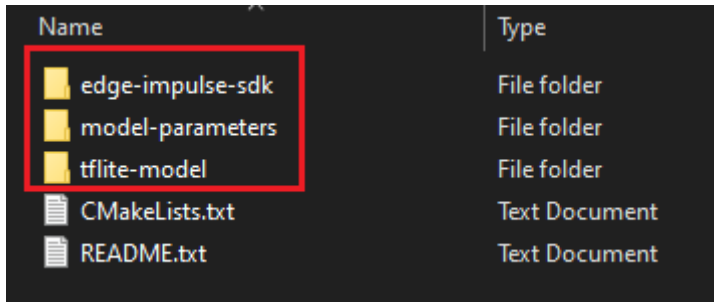 Name Type
edge-impulse-sdk File folder
model-parameters File folder
tflite-model File folder
CMakeLists.txt Text Document
README.txt Text Document